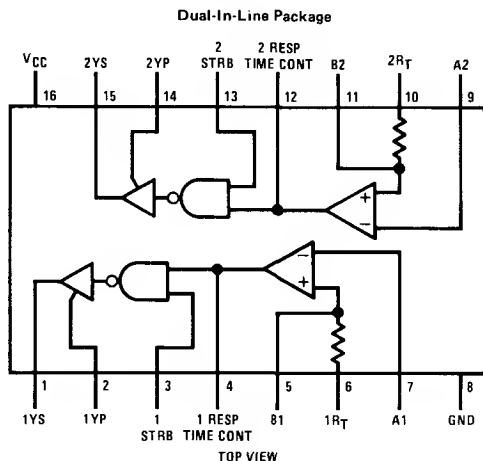 Dual-In-Line Package
VCC 2YS 2YP 2 STRB 2 RESP TIME CONT B2 2RT A2
16 15 14 13 12 11 10 9
+
−
−
+
1 2 3 4 5 6 7 8
1YS 1YP 1 STRB 1 RESP TIME CONT B1 1RT A1 GND
TOP VIEW